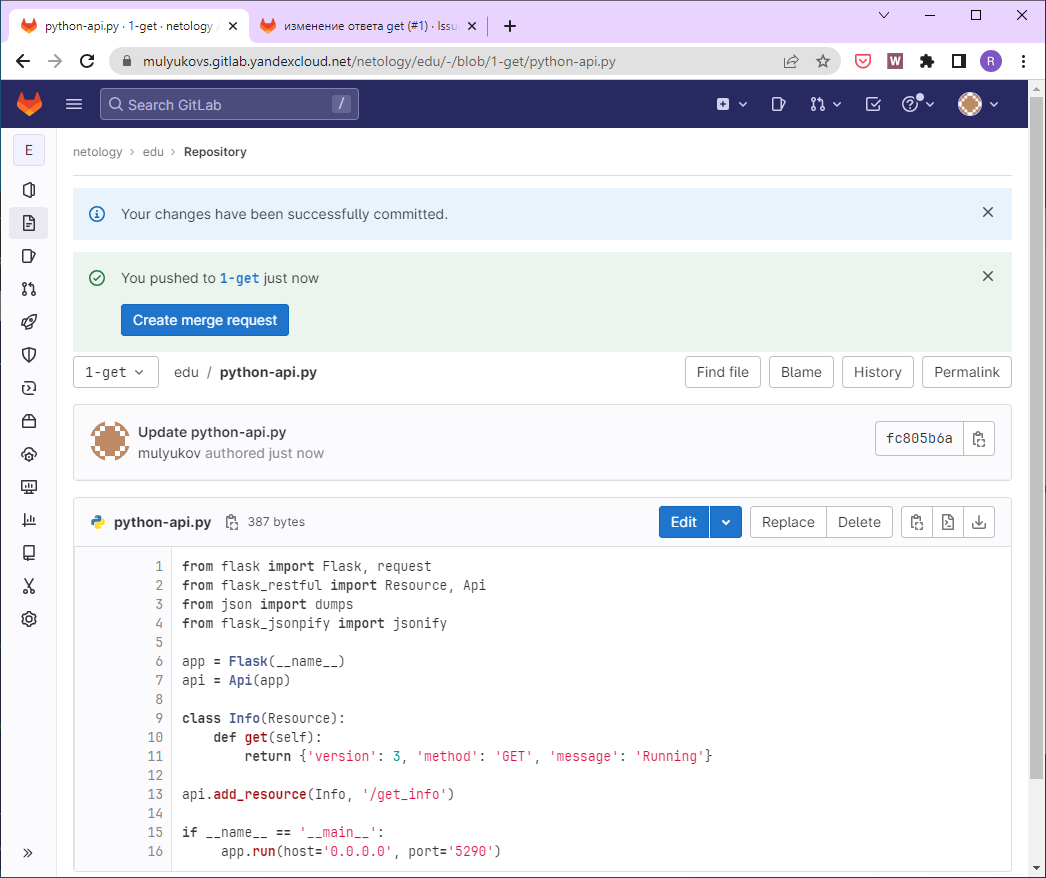 python-api.py · 1-get · netology /
изменение ответа get (#1) · Issu
mulyukovs.gitlab.yandexcloud.net/netology/edu/-/blob/1-get/python-api.py
W
R
Search GitLab /
E
netology › edu › Repository
Your changes have been successfully committed.
You pushed to 1-get just now
Create merge request
1-get
edu / python-api.py
Find file
Blame
History
Permalink
Update python-api.py
mulyukov authored just now
fc805b6a
python-api.py 387 bytes
Edit
Replace
Delete
1 from flask import Flask, request
2 from flask_restful import Resource, Api
3 from json import dumps
4 from flask_jsonpify import jsonify
5
6 app = Flask(__name__)
7 api = Api(app)
8
9 class Info(Resource):
10 def get(self):
11 return {'version': 3, 'method': 'GET', 'message': 'Running'}
12
13 api.add_resource(Info, '/get_info')
14
15 if __name__ == '__main__':
16 app.run(host='0.0.0.0', port='5290')